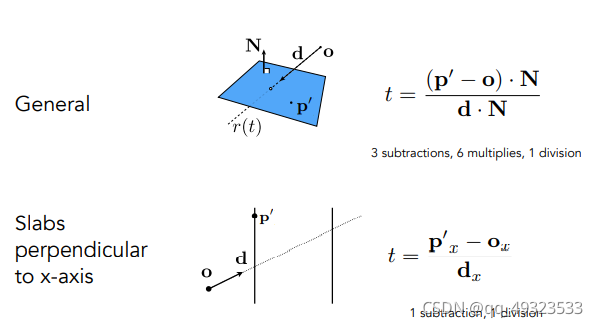 General
N
d
o
p′
r(t)
t = (p′ − o) · N / d · N
3 subtractions, 6 multiplies, 1 division
Slabs
perpendicular
to x-axis
p′
d
o
t = p′ₓ − oₓ / dₓ
1 subtraction, 1 division
CSDN @qq_49323533